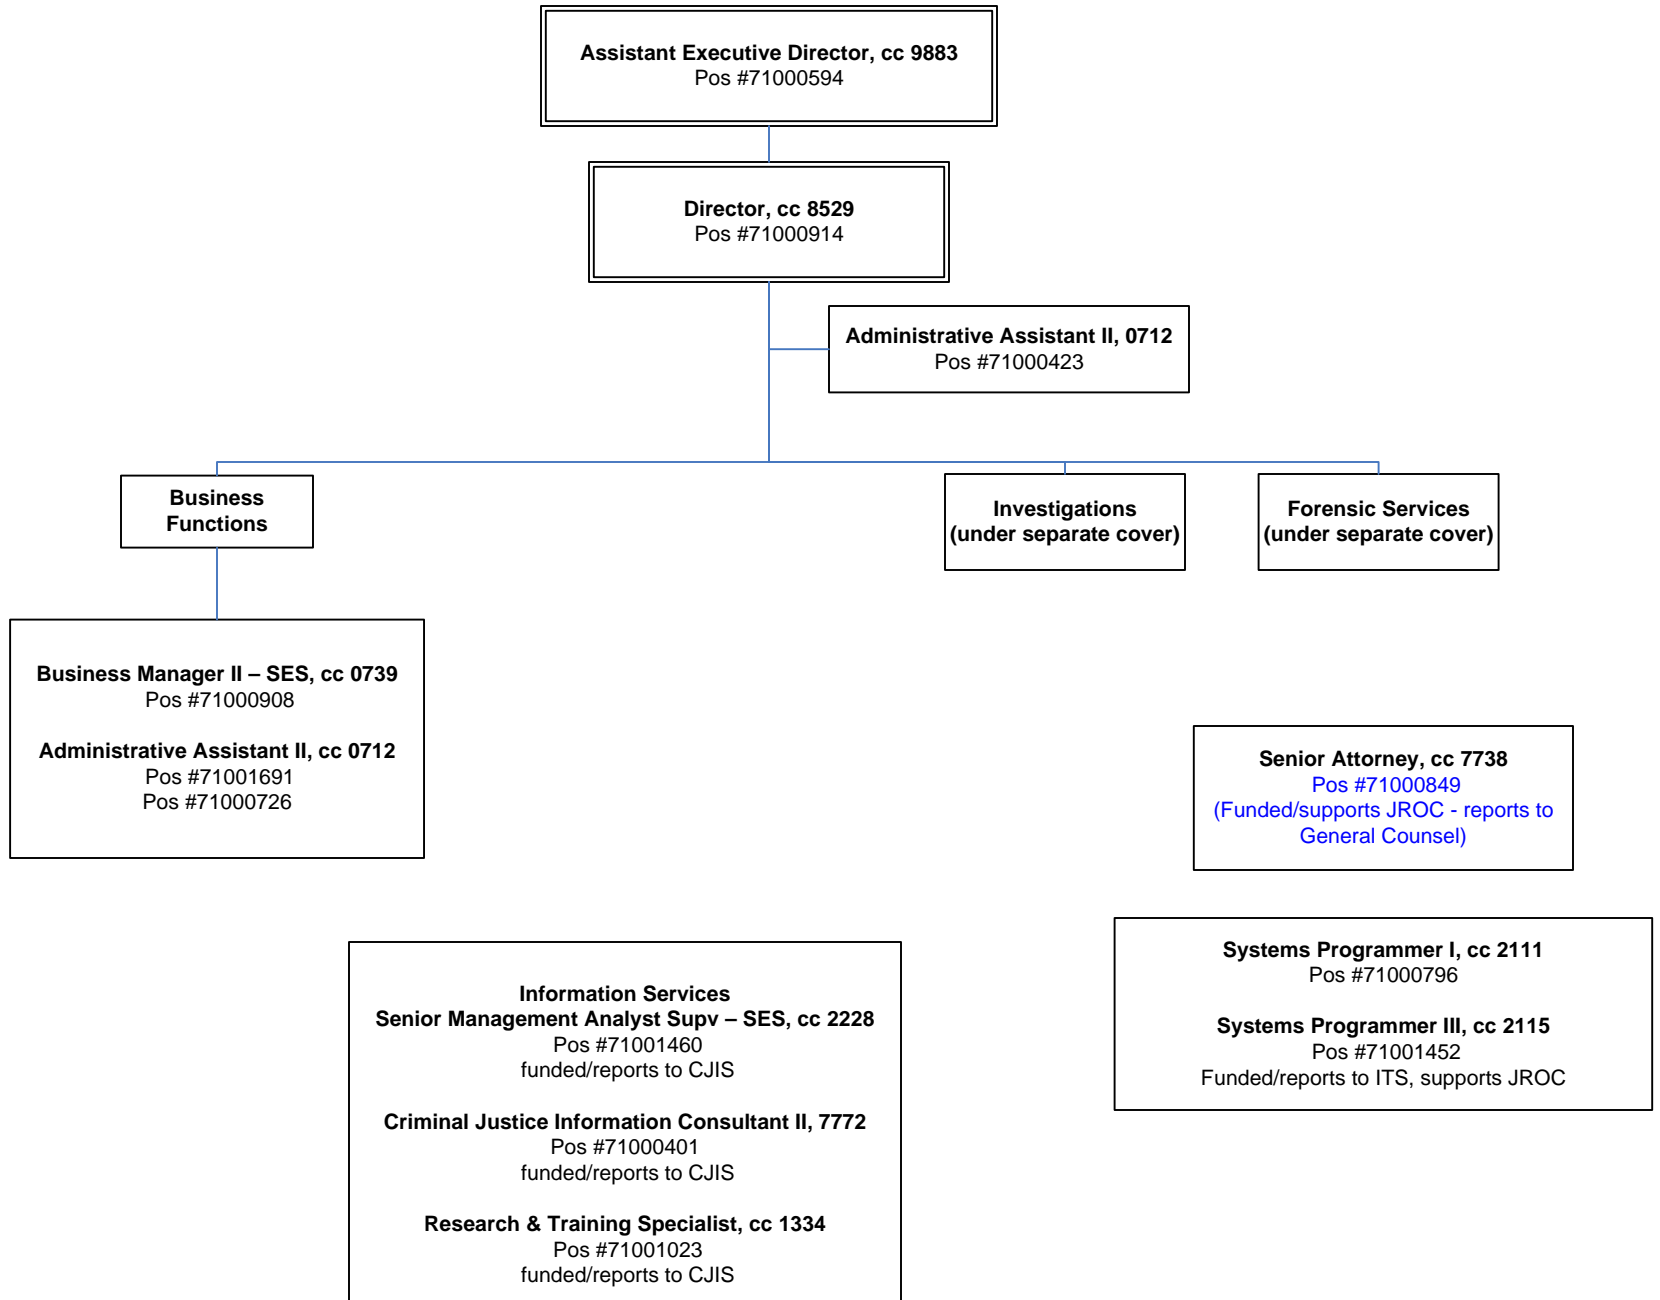 Assistant Executive Director, cc 9883
Pos #71000594
Director, cc 8529
Pos #71000914
Administrative Assistant II, 0712
Pos #71000423
Business
Functions
Investigations
(under separate cover)
Forensic Services
(under separate cover)
Business Manager II – SES, cc 0739
Pos #71000908
Administrative Assistant II, cc 0712
Pos #71001691
Pos #71000726
Senior Attorney, cc 7738
Pos #71000849
(Funded/supports JROC - reports to
General Counsel)
Systems Programmer I, cc 2111
Pos #71000796
Systems Programmer III, cc 2115
Pos #71001452
Funded/reports to ITS, supports JROC
Information Services
Senior Management Analyst Supv – SES, cc 2228
Pos #71001460
funded/reports to CJIS
Criminal Justice Information Consultant II, 7772
Pos #71000401
funded/reports to CJIS
Research & Training Specialist, cc 1334
Pos #71001023
funded/reports to CJIS